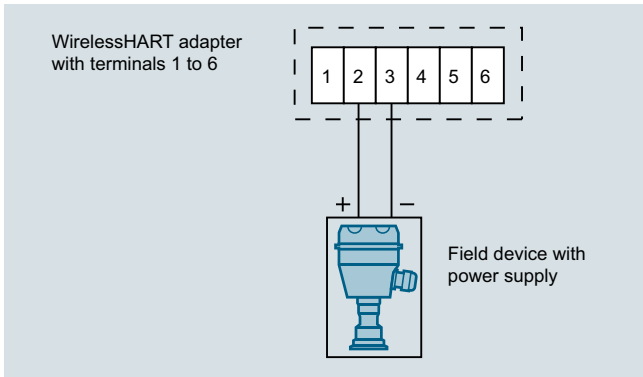 WirelessHART adapter
with terminals 1 to 6
1 2 3 4 5 6
+ −
Field device with
power supply